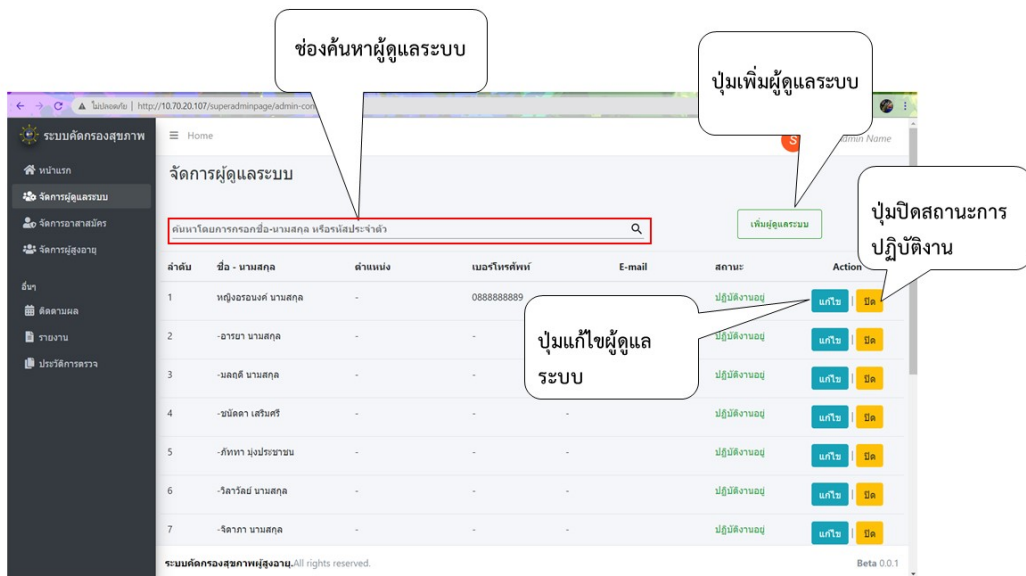 ช่องค้นหาผู้ดูแลระบบ
ปุ่มเพิ่มผู้ดูแลระบบ
ไม่ปลอดภัย | http://10.70.20.107/superadminpage/admin-con
ระบบคัดกรองสุขภาพ
Home
S
dmin Name
หน้าแรก
จัดการผู้ดูแลระบบ
จัดการอาสาสมัคร
จัดการผู้สูงอายุ
อื่นๆ
ติดตามผล
รายงาน
ประวัติการตรวจ
จัดการผู้ดูแลระบบ
ค้นหาโดยการกรอกชื่อ-นามสกุล หรือรหัสประจำตัว
เพิ่มผู้ดูแลระบบ
ปุ่มปิดสถานะการ
ปฏิบัติงาน
ลำดับ ชื่อ - นามสกุล ตำแหน่ง เบอร์โทรศัพท์ E-mail สถานะ Action
1 หญิงอรอนงค์ นามสกุล - 0888888889 ปฏิบัติงานอยู่ แก้ไข | ปิด
ปุ่มแก้ไขผู้ดูแล
ระบบ
2 -อารยา นามสกุล - - ปฏิบัติงานอยู่ แก้ไข | ปิด
3 -มลฤดี นามสกุล - - ปฏิบัติงานอยู่ แก้ไข | ปิด
4 -ชนัดดา เสริมศรี - - - ปฏิบัติงานอยู่ แก้ไข | ปิด
5 -ภัททา มุ่งประชาชน - - - ปฏิบัติงานอยู่ แก้ไข | ปิด
6 -วิลาวัลย์ นามสกุล - - - ปฏิบัติงานอยู่ แก้ไข | ปิด
7 -จิดาภา นามสกุล - - - ปฏิบัติงานอยู่ แก้ไข | ปิด
ระบบคัดกรองสุขภาพผู้สูงอายุ.All rights reserved.
Beta 0.0.1